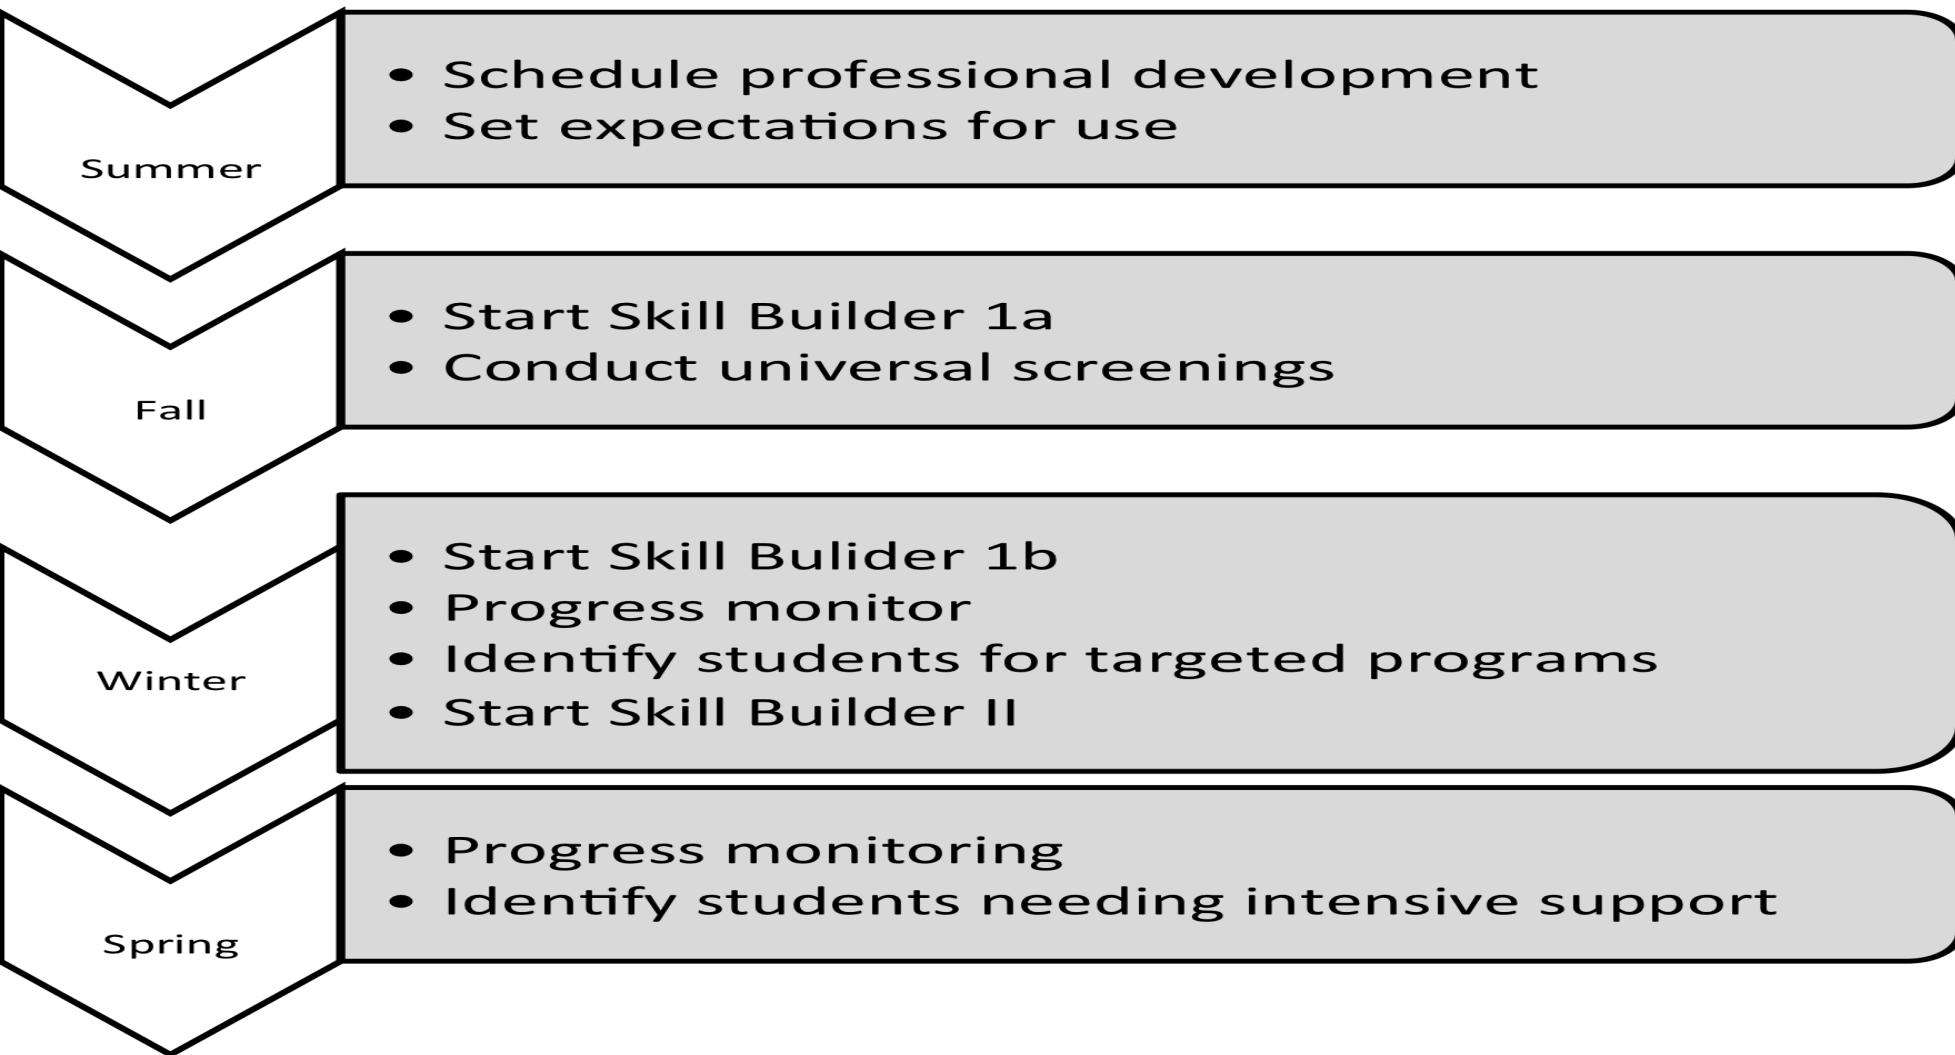 Summer
• Schedule professional development
• Set expectations for use
Fall
• Start Skill Builder 1a
• Conduct universal screenings
Winter
• Start Skill Bulider 1b
• Progress monitor
• Identify students for targeted programs
• Start Skill Builder II
Spring
• Progress monitoring
• Identify students needing intensive support